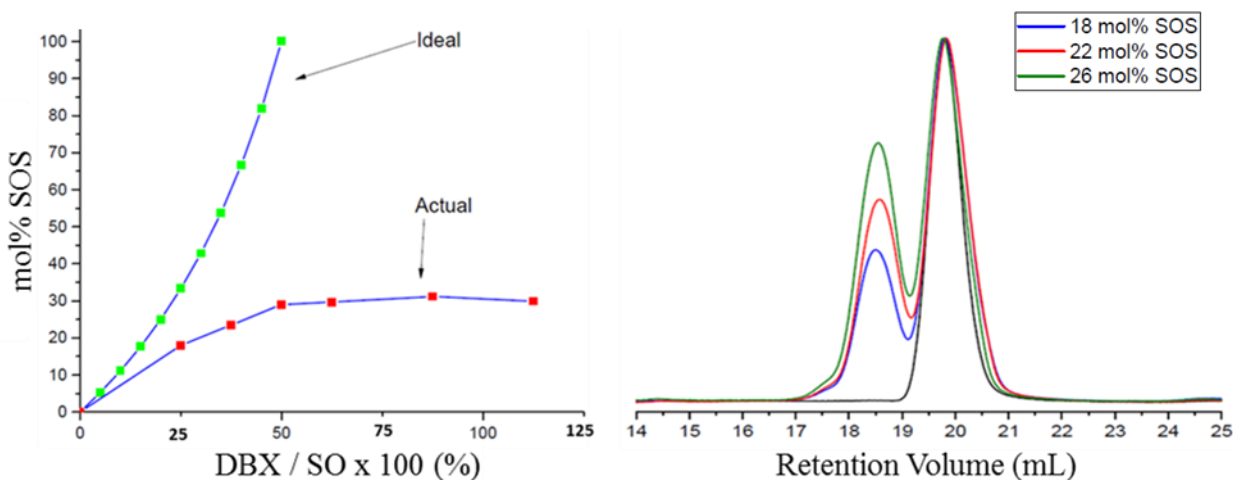 100
90
80
70
60
50
40
30
20
10
0
mol% SOS
Ideal
Actual
0 25 50 75 100 125
DBX / SO x 100 (%)
18 mol% SOS
22 mol% SOS
26 mol% SOS
14 15 16 17 18 19 20 21 22 23 24 25
Retention Volume (mL)